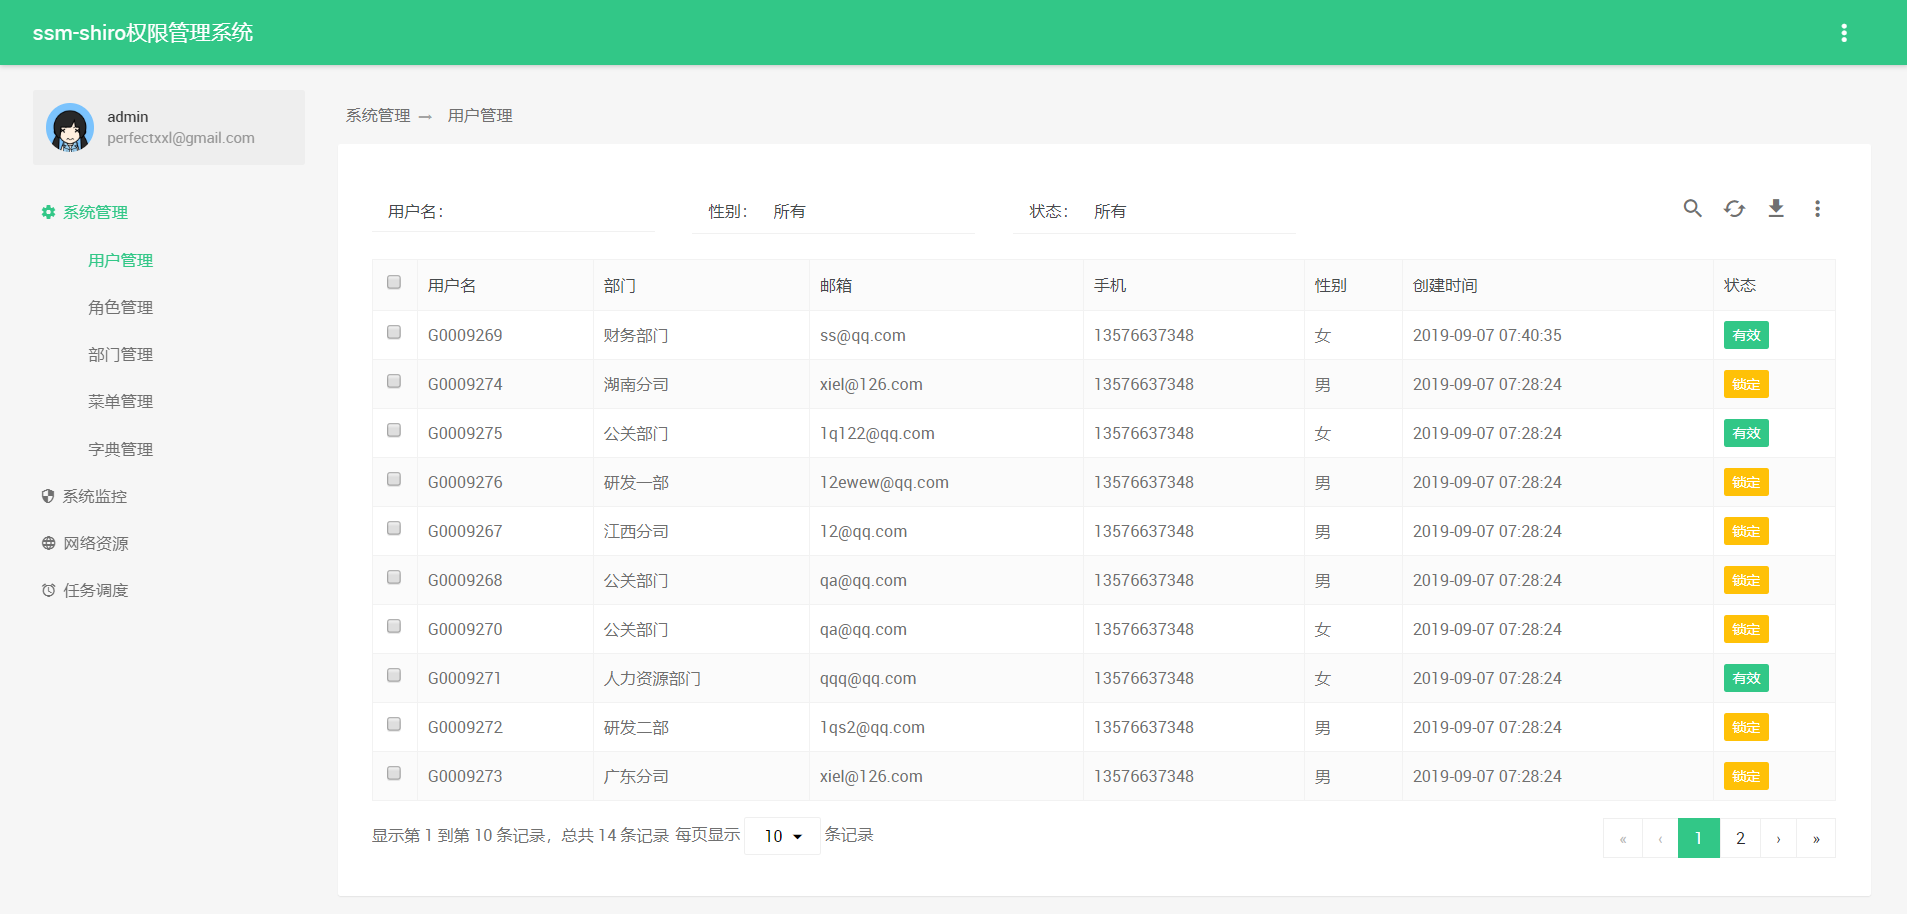 ssm-shiro权限管理系统
admin
perfectxxl@gmail.com
系统管理
用户管理
角色管理
部门管理
菜单管理
字典管理
系统监控
网络资源
任务调度
系统管理 → 用户管理
用户名： 性别： 所有 状态： 所有
用户名 部门 邮箱 手机 性别 创建时间 状态
G0009269 财务部门 ss@qq.com 13576637348 女 2019-09-07 07:40:35 有效
G0009274 湖南分司 xiel@126.com 13576637348 男 2019-09-07 07:28:24 锁定
G0009275 公关部门 1q122@qq.com 13576637348 女 2019-09-07 07:28:24 有效
G0009276 研发一部 12ewew@qq.com 13576637348 男 2019-09-07 07:28:24 锁定
G0009267 江西分司 12@qq.com 13576637348 男 2019-09-07 07:28:24 锁定
G0009268 公关部门 qa@qq.com 13576637348 男 2019-09-07 07:28:24 锁定
G0009270 公关部门 qa@qq.com 13576637348 女 2019-09-07 07:28:24 锁定
G0009271 人力资源部门 qqq@qq.com 13576637348 女 2019-09-07 07:28:24 有效
G0009272 研发二部 1qs2@qq.com 13576637348 男 2019-09-07 07:28:24 锁定
G0009273 广东分司 xiel@126.com 13576637348 男 2019-09-07 07:28:24 锁定
显示第 1 到第 10 条记录，总共 14 条记录 每页显示 10 条记录
« ‹ 1 2 › »